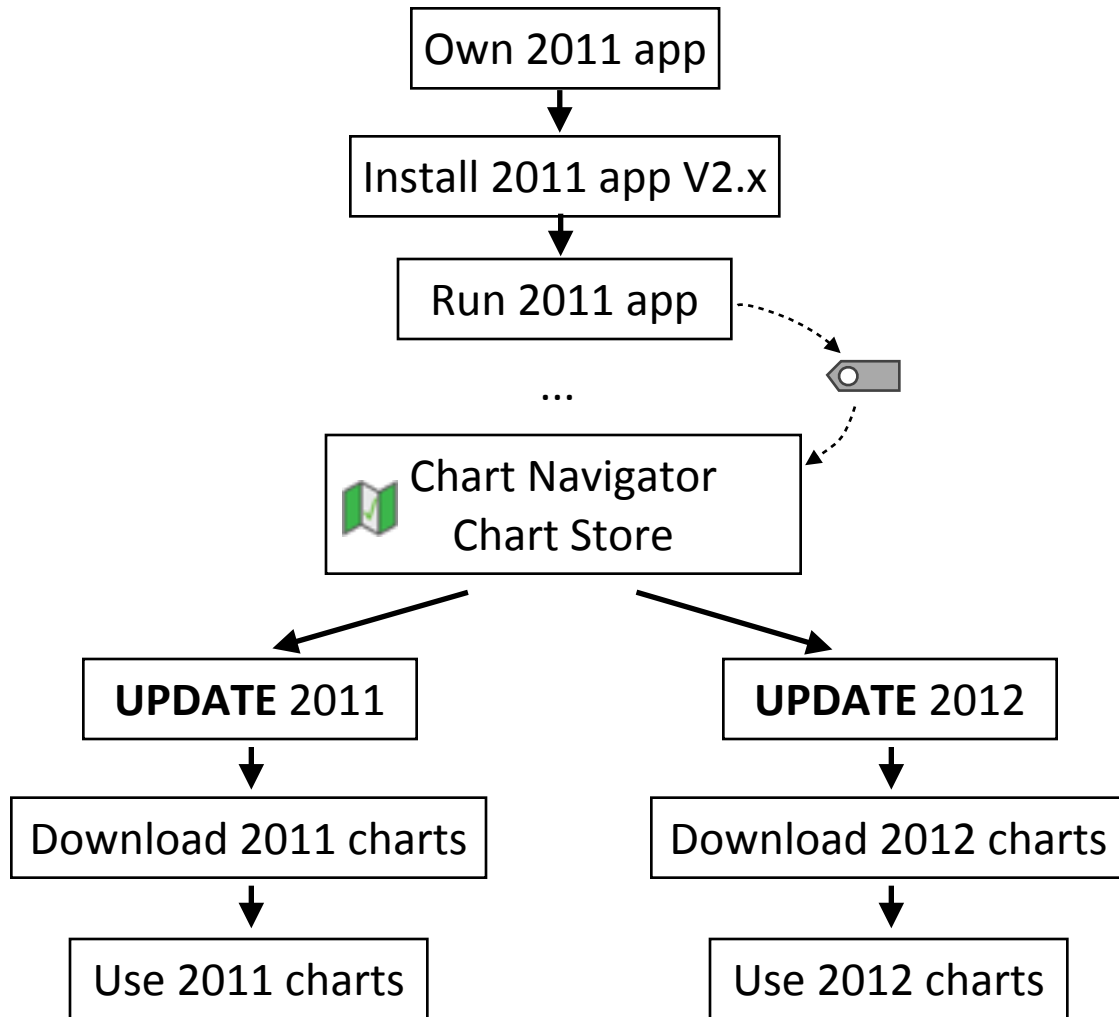 Own 2011 app
Install 2011 app V2.x
Run 2011 app
...
Chart Navigator
Chart Store
UPDATE 2011
UPDATE 2012
Download 2011 charts
Download 2012 charts
Use 2011 charts
Use 2012 charts